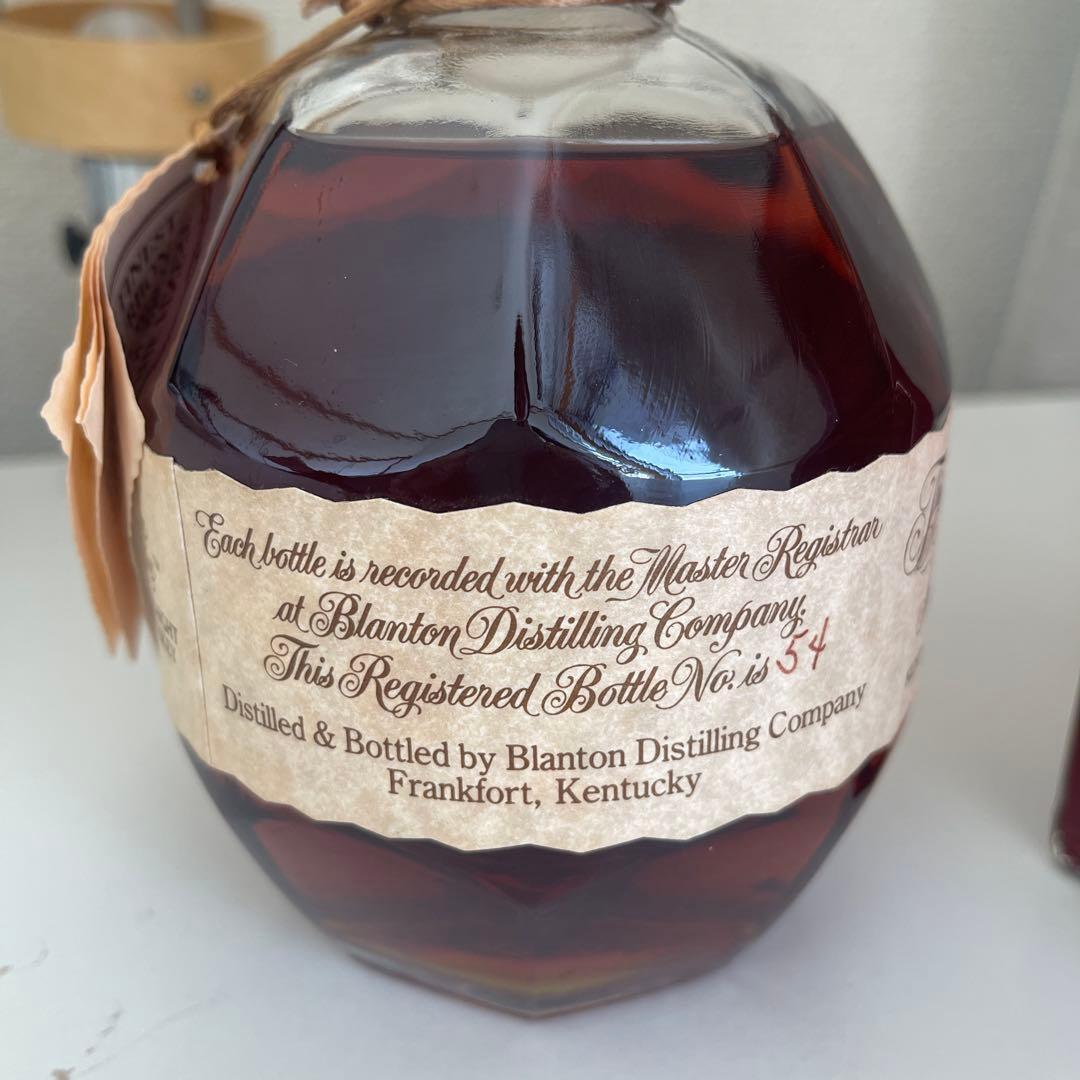 Each bottle is recorded with the Master Registrar
at Blanton Distilling Company.
This Registered Bottle No. is 54
Distilled & Bottled by Blanton Distilling Company
Frankfort, Kentucky